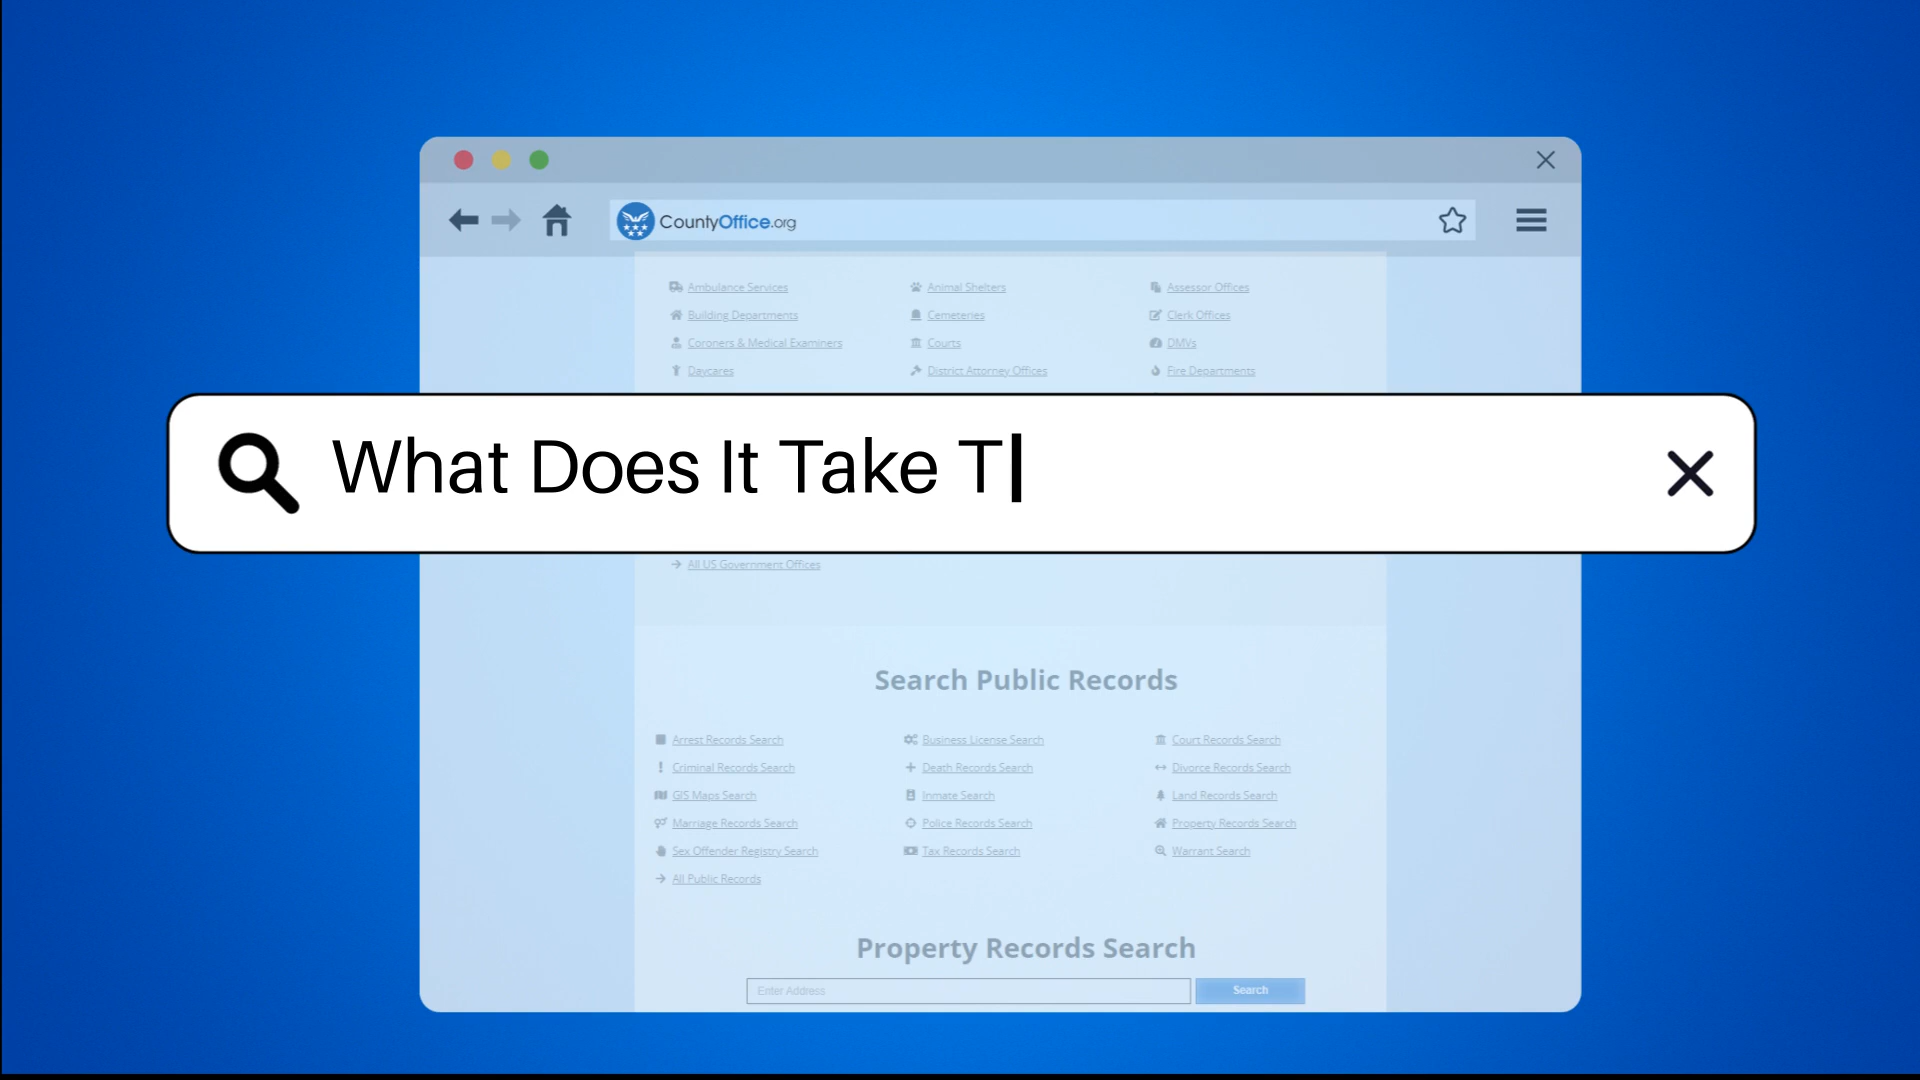 CountyOffice.org
Ambulance Services Animal Shelters Assessor Offices
Building Departments Cemeteries Clerk Offices
Coroners & Medical Examiners Courts DMVs
Daycares District Attorney Offices Fire Departments
What Does It Take T
All US Government Offices
Search Public Records
Arrest Records Search Business License Search Court Records Search
Criminal Records Search Death Records Search Divorce Records Search
GIS Maps Search Inmate Search Land Records Search
Marriage Records Search Police Records Search Property Records Search
Sex Offender Registry Search Tax Records Search Warrant Search
All Public Records
Property Records Search
Enter Address Search